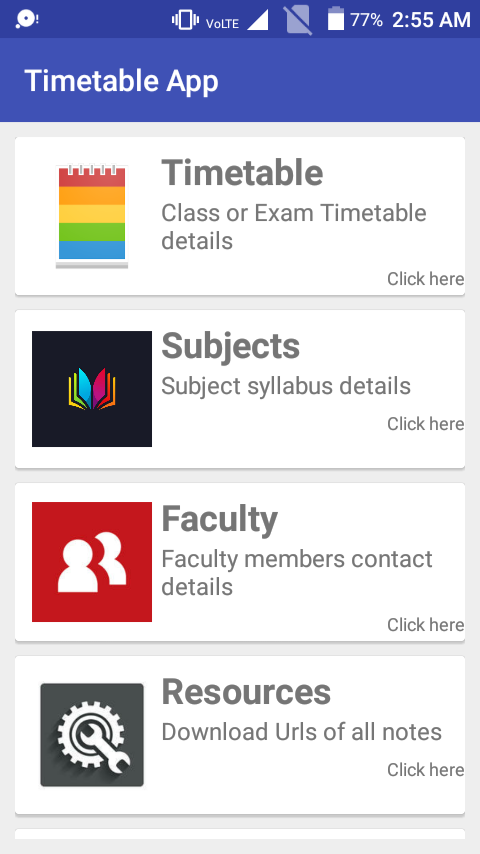 VoLTE 77% 2:55 AM
Timetable App
Timetable
Class or Exam Timetable
details
Click here
Subjects
Subject syllabus details
Click here
Faculty
Faculty members contact
details
Click here
Resources
Download Urls of all notes
Click here